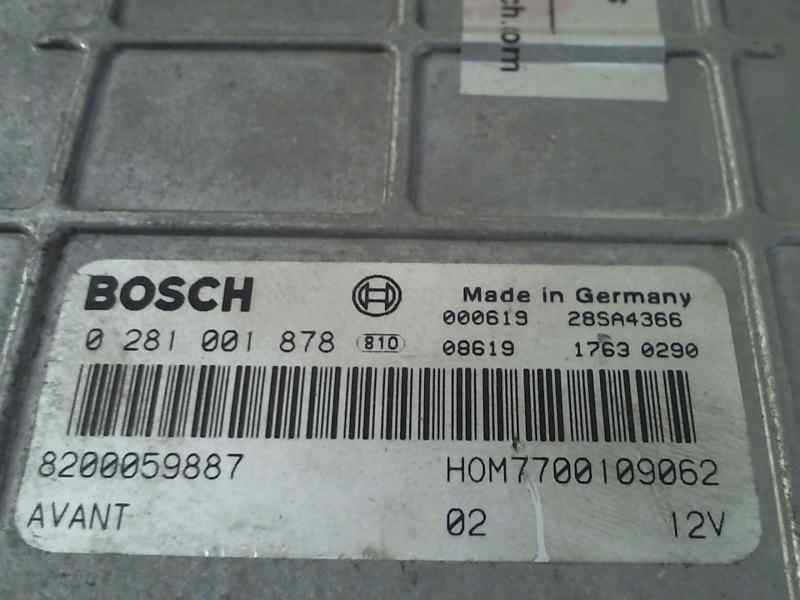 ch.om
BOSCH Made in Germany
000619 28SA4366
0 281 001 878 810 08619 1763 0290
8200059887 HOM7700109062
AVANT 02 12V